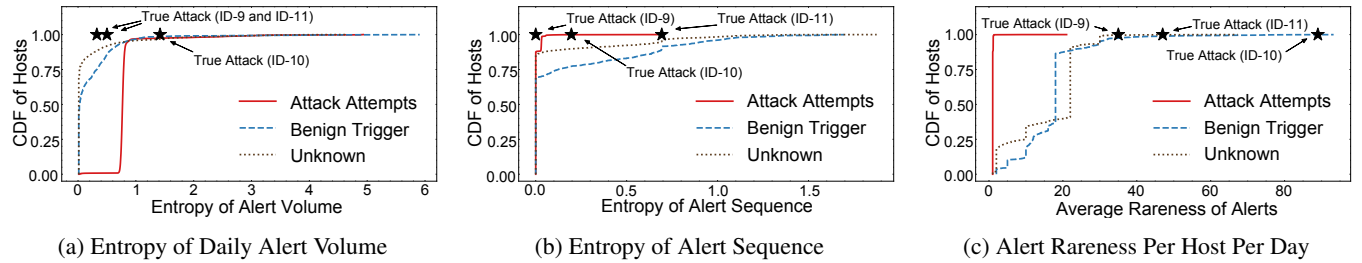 True Attack (ID-9 and ID-11)
True Attack (ID-10)
1.00
0.75
0.50
0.25
0.00
CDF of Hosts
Attack Attempts
Benign Trigger
Unknown
0 1 2 3 4 5 6
Entropy of Alert Volume
(a) Entropy of Daily Alert Volume
True Attack (ID-9)
True Attack (ID-11)
True Attack (ID-10)
1.00
0.75
0.50
0.25
0.00
CDF of Hosts
Attack Attempts
Benign Trigger
Unknown
0.0 0.5 1.0 1.5
Entropy of Alert Sequence
(b) Entropy of Alert Sequence
True Attack (ID-9)
True Attack (ID-11)
True Attack (ID-10)
1.00
0.75
0.50
0.25
0.00
CDF of Hosts
Attack Attempts
Benign Trigger
Unknown
0 20 40 60 80
Average Rareness of Alerts
(c) Alert Rareness Per Host Per Day